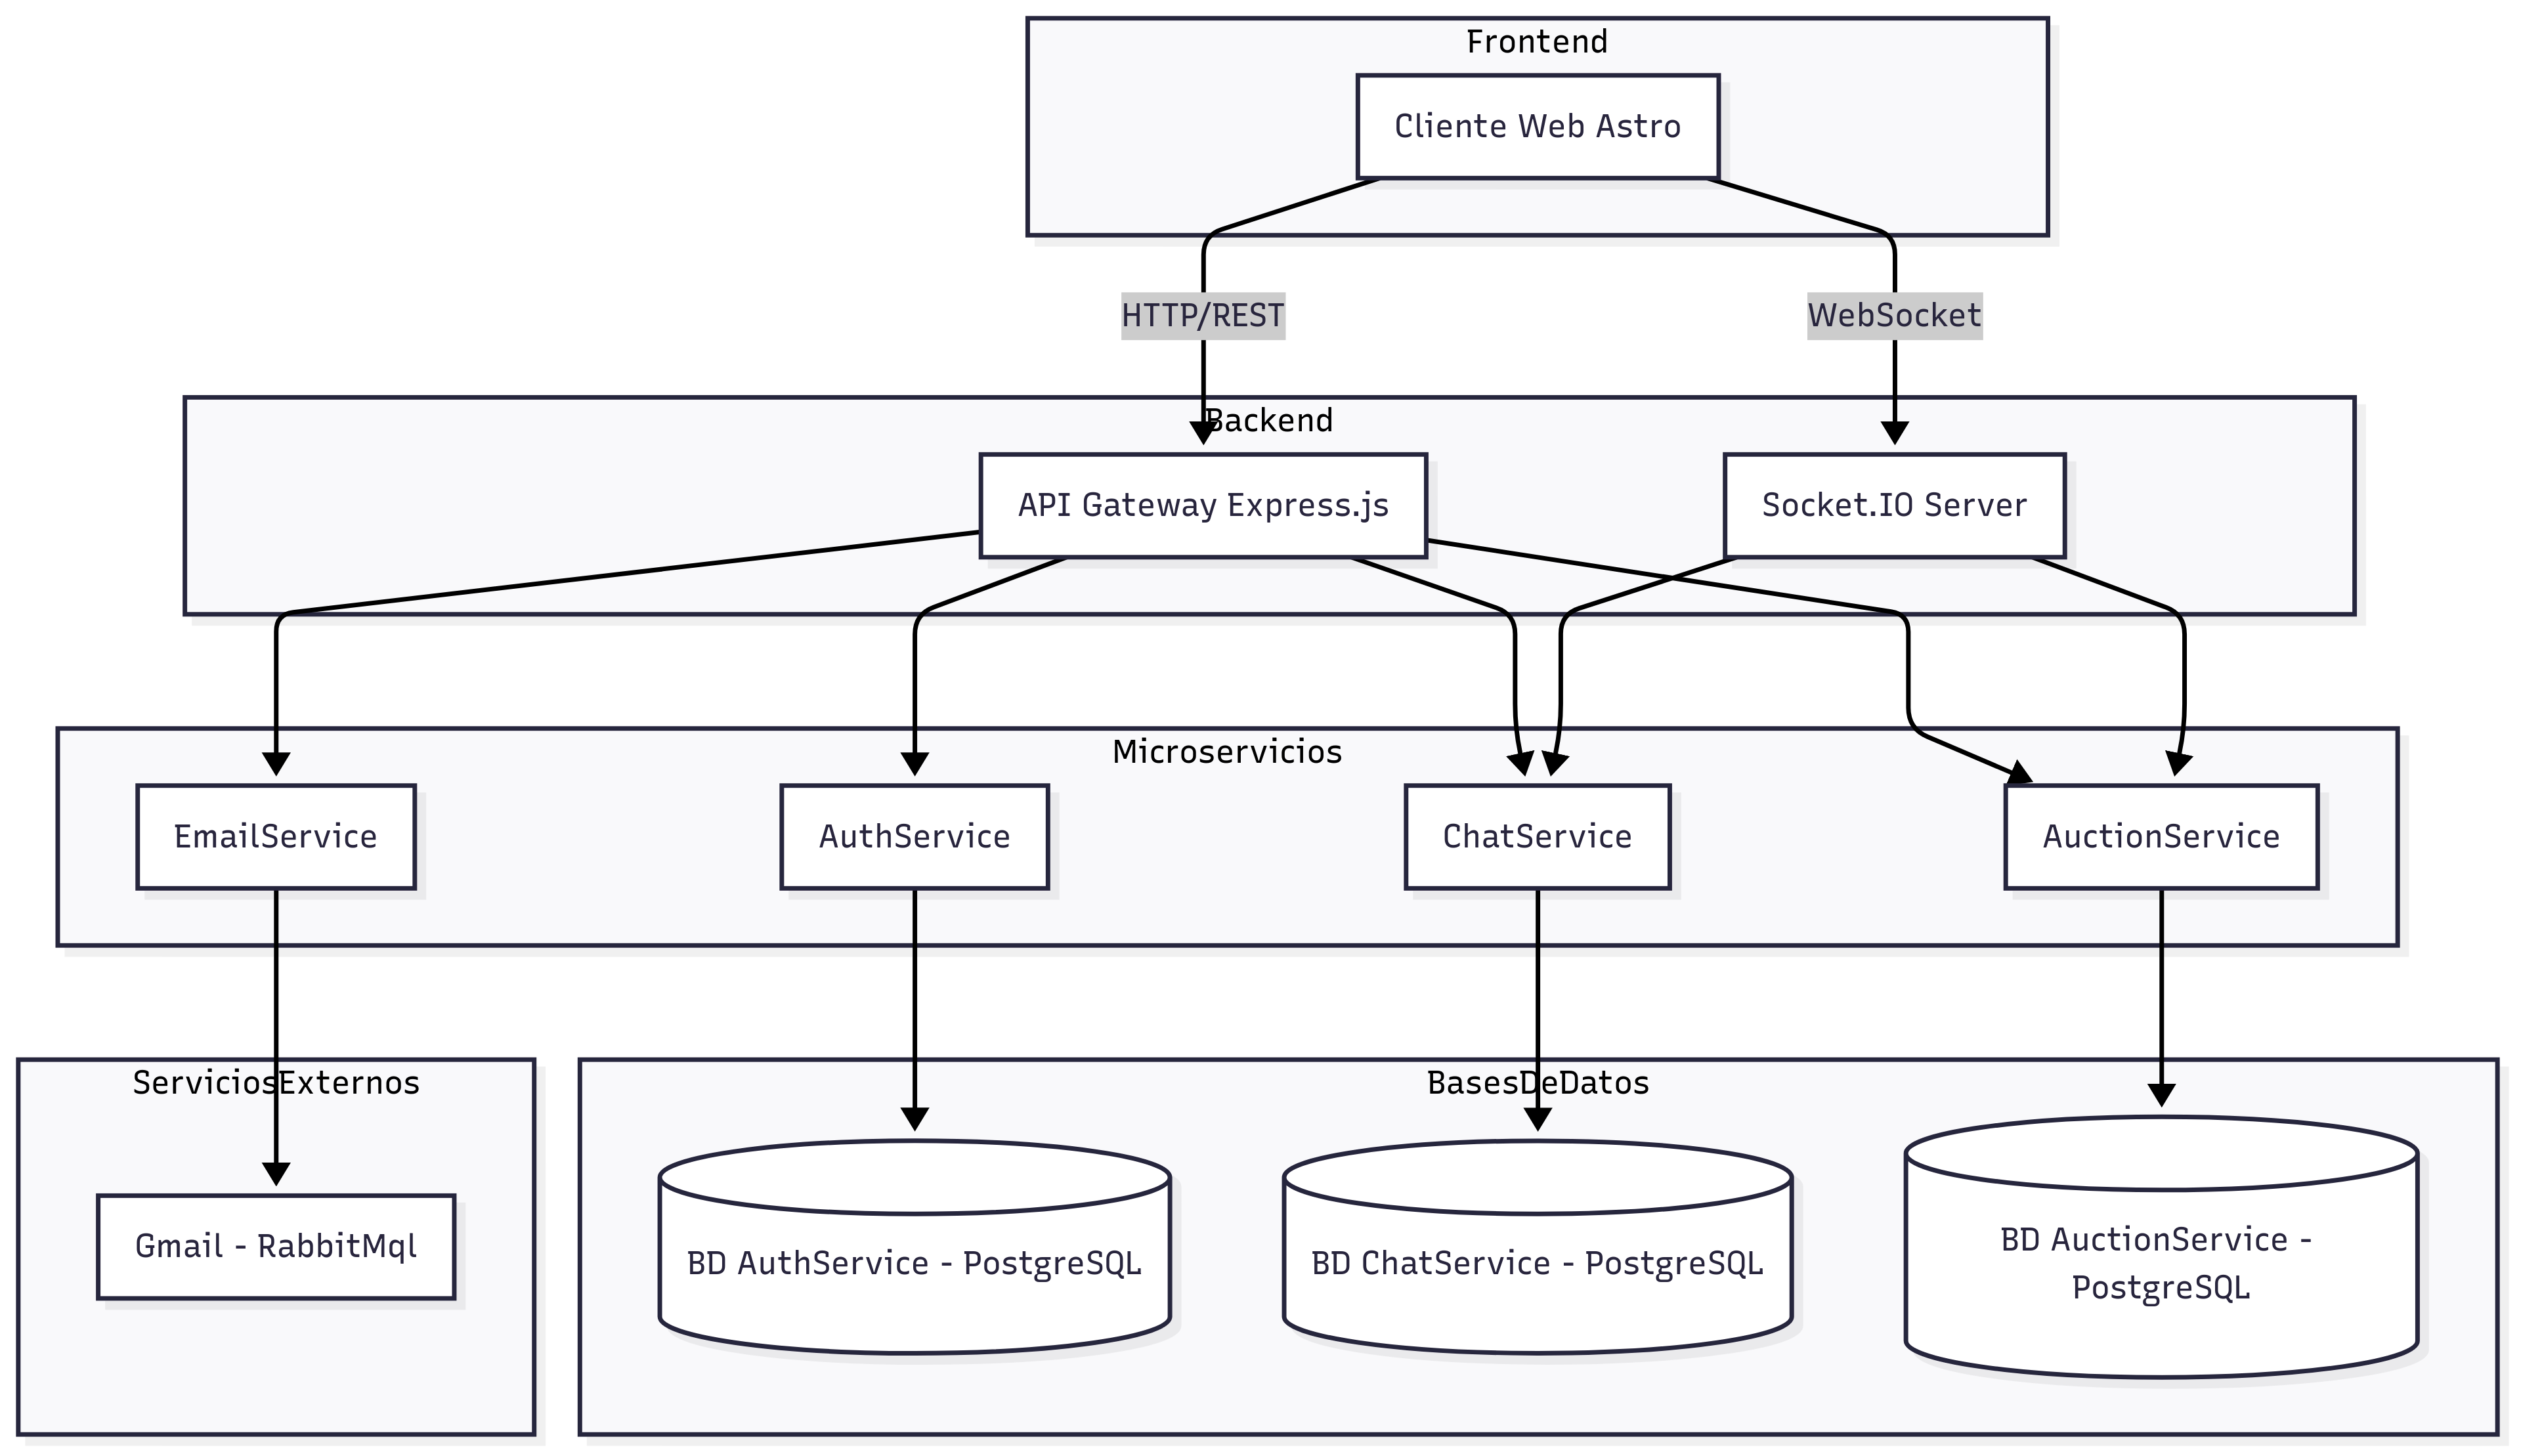 Frontend
Cliente Web Astro
HTTP/REST
WebSocket
Backend
API Gateway Express.js
Socket.IO Server
Microservicios
EmailService
AuthService
ChatService
AuctionService
ServiciosExternos
BasesDeDatos
Gmail - RabbitMql
BD AuthService - PostgreSQL
BD ChatService - PostgreSQL
BD AuctionService -
PostgreSQL